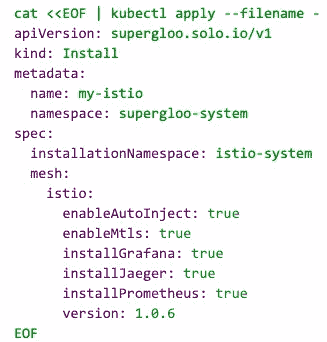 cat <<EOF | kubectl apply --filename -
apiVersion: supergloo.solo.io/v1
kind: Install
metadata:
  name: my-istio
  namespace: supergloo-system
spec:
  installationNamespace: istio-system
  mesh:
    istio:
      enableAutoInject: true
      enableMtls: true
      installGrafana: true
      installJaeger: true
      installPrometheus: true
      version: 1.0.6
EOF